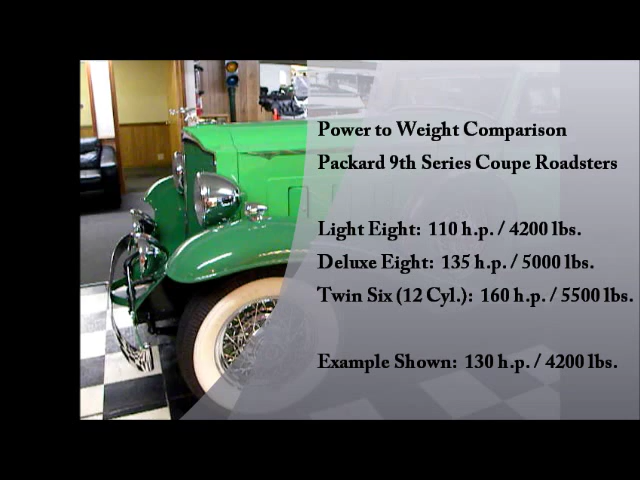 Power to Weight Comparison
Packard 9th Series Coupe Roadsters
Light Eight: 110 h.p. / 4200 lbs.
Deluxe Eight: 135 h.p. / 5000 lbs.
Twin Six (12 Cyl.): 160 h.p. / 5500 lbs.
Example Shown: 130 h.p. / 4200 lbs.